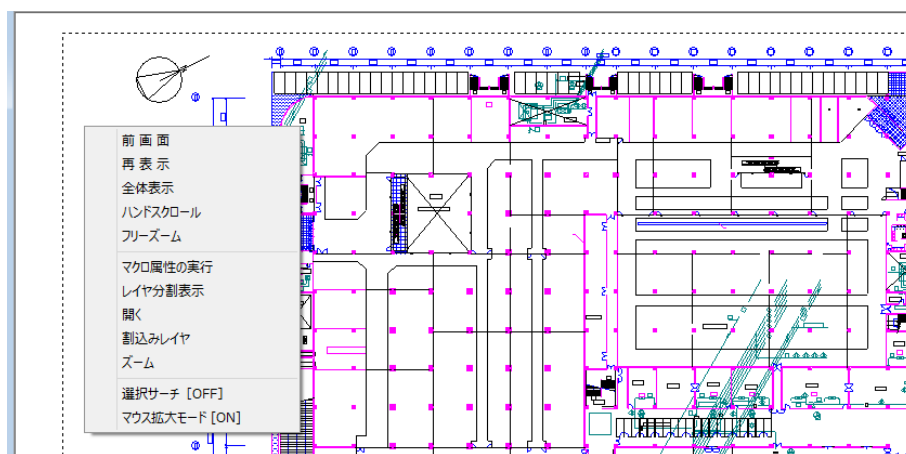 前 画 面
再 表 示
全体表示
ハンドスクロール
フリーズーム
マクロ属性の実行
レイヤ分割表示
開く
割込みレイヤ
ズーム
選択サーチ [OFF]
マウス拡大モード [ON]